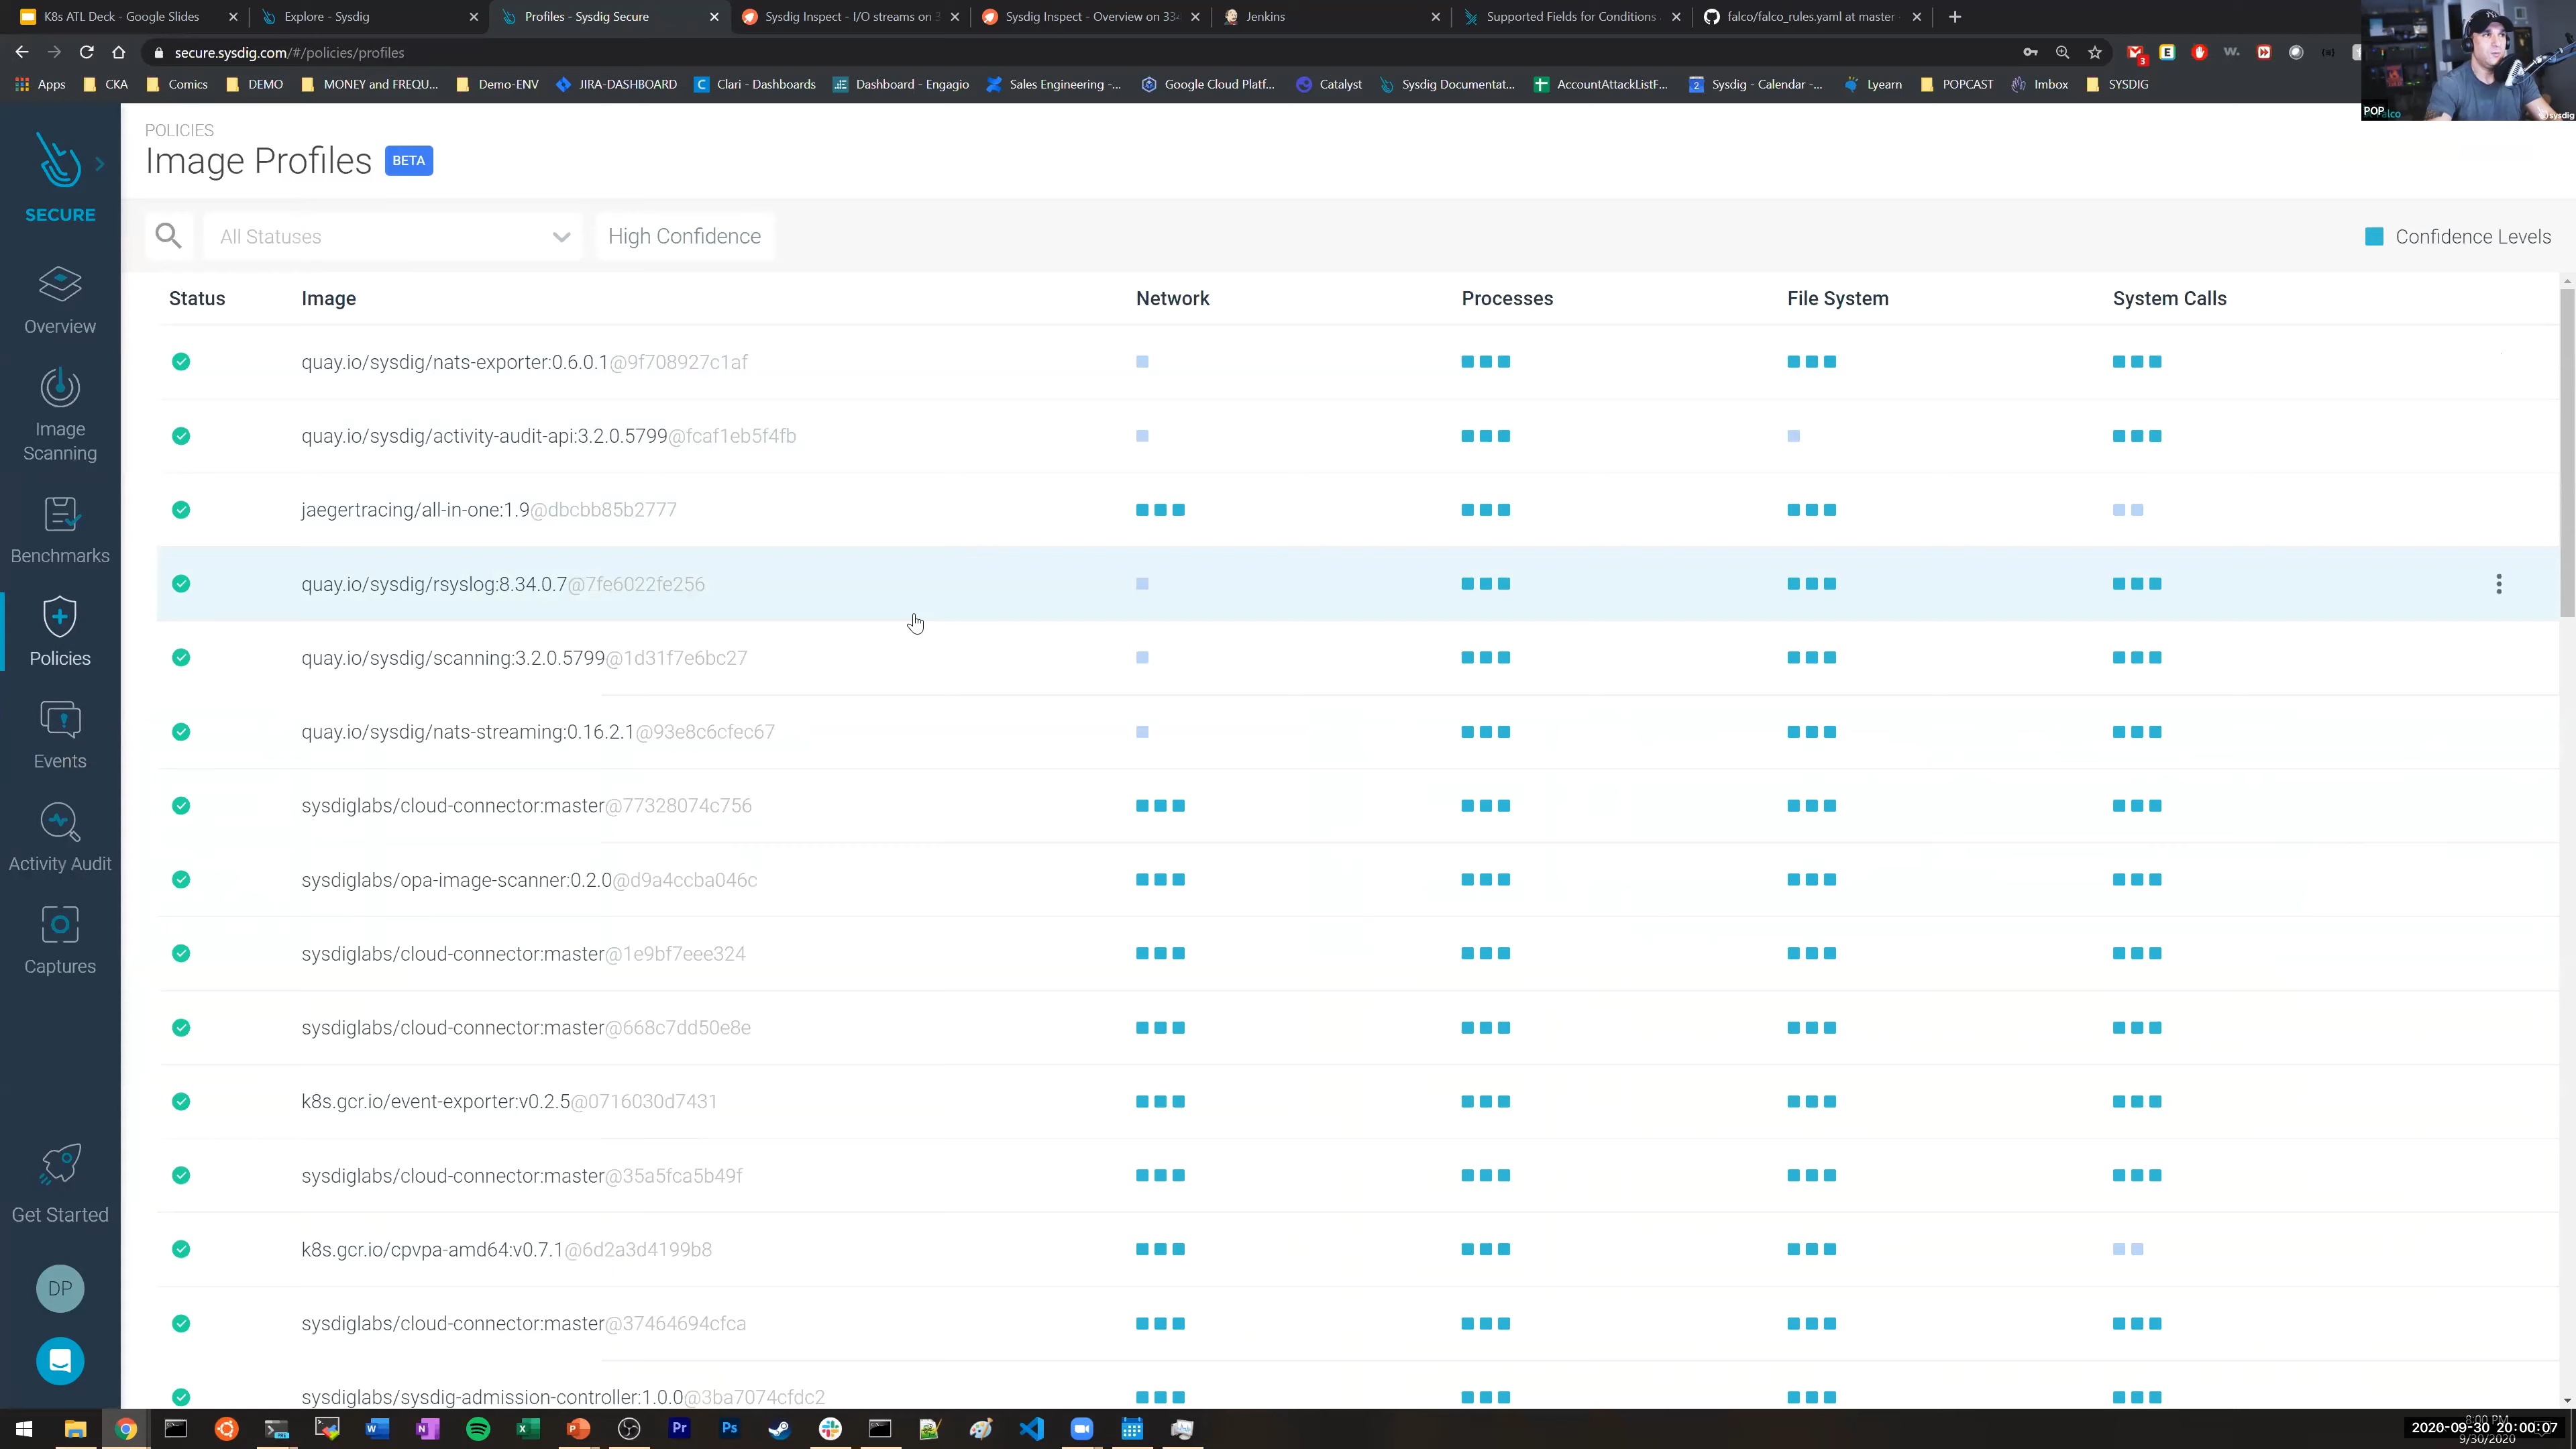 K8s ATL Deck - Google Slides
Explore - Sysdig
Profiles - Sysdig Secure
Sysdig Inspect - I/O streams on 3
Sysdig Inspect - Overview on 334
Jenkins
Supported Fields for Conditions
falco/falco_rules.yaml at master
secure.sysdig.com/#/policies/profiles
Apps
CKA
Comics
DEMO
MONEY and FREQU...
Demo-ENV
JIRA-DASHBOARD
Clari - Dashboards
Dashboard - Engagio
Sales Engineering -...
Google Cloud Platf...
Catalyst
Sysdig Documentat...
AccountAttackListF...
Sysdig - Calendar -...
Lyearn
POPCAST
Imbox
SYSDIG
POP
Falco
sysdig
SECURE
Overview
Image
Scanning
Benchmarks
Policies
Events
Activity Audit
Captures
Get Started
DP
POLICIES
Image Profiles BETA
All Statuses
High Confidence
Confidence Levels
Status Image Network Processes File System System Calls
quay.io/sysdig/nats-exporter:0.6.0.1@9f708927c1af
quay.io/sysdig/activity-audit-api:3.2.0.5799@fcaf1eb5f4fb
jaegertracing/all-in-one:1.9@dbcbb85b2777
quay.io/sysdig/rsyslog:8.34.0.7@7fe6022fe256
quay.io/sysdig/scanning:3.2.0.5799@1d31f7e6bc27
quay.io/sysdig/nats-streaming:0.16.2.1@93e8c6cfec67
sysdiglabs/cloud-connector:master@77328074c756
sysdiglabs/opa-image-scanner:0.2.0@d9a4ccba046c
sysdiglabs/cloud-connector:master@1e9bf7eee324
sysdiglabs/cloud-connector:master@668c7dd50e8e
k8s.gcr.io/event-exporter:v0.2.5@0716030d7431
sysdiglabs/cloud-connector:master@35a5fca5b49f
k8s.gcr.io/cpvpa-amd64:v0.7.1@6d2a3d4199b8
sysdiglabs/cloud-connector:master@37464694cfca
sysdiglabs/sysdig-admission-controller:1.0.0@3ba7074cfdc2
8:00 PM
2020-09-30 20:00:07
9/30/2020